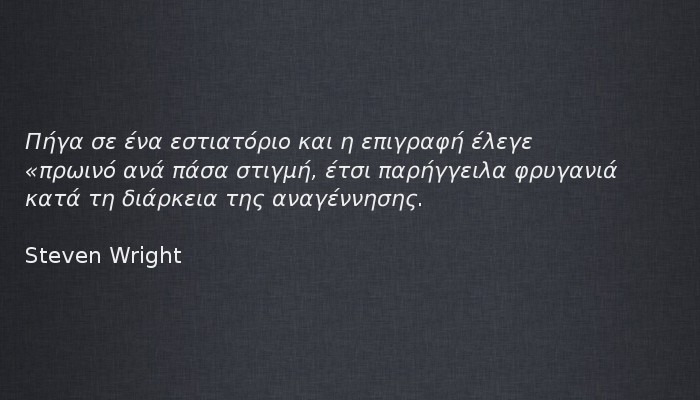 Πήγα σε ένα εστιατόριο και η επιγραφή έλεγε
«πρωινό ανά πάσα στιγμή, έτσι παρήγγειλα φρυγανιά
κατά τη διάρκεια της αναγέννησης.
Steven Wright